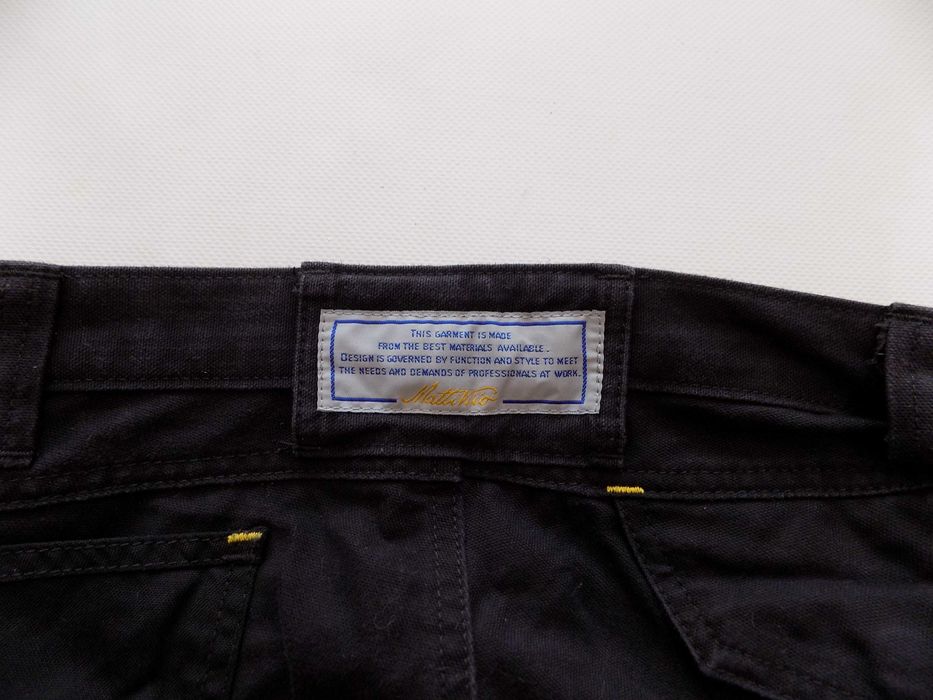 THIS GARMENT IS MADE
FROM THE BEST MATERIALS AVAILABLE.
DESIGN IS GOVERNED BY FUNCTION AND STYLE TO MEET
THE NEEDS AND DEMANDS OF PROFESSIONALS AT WORK.